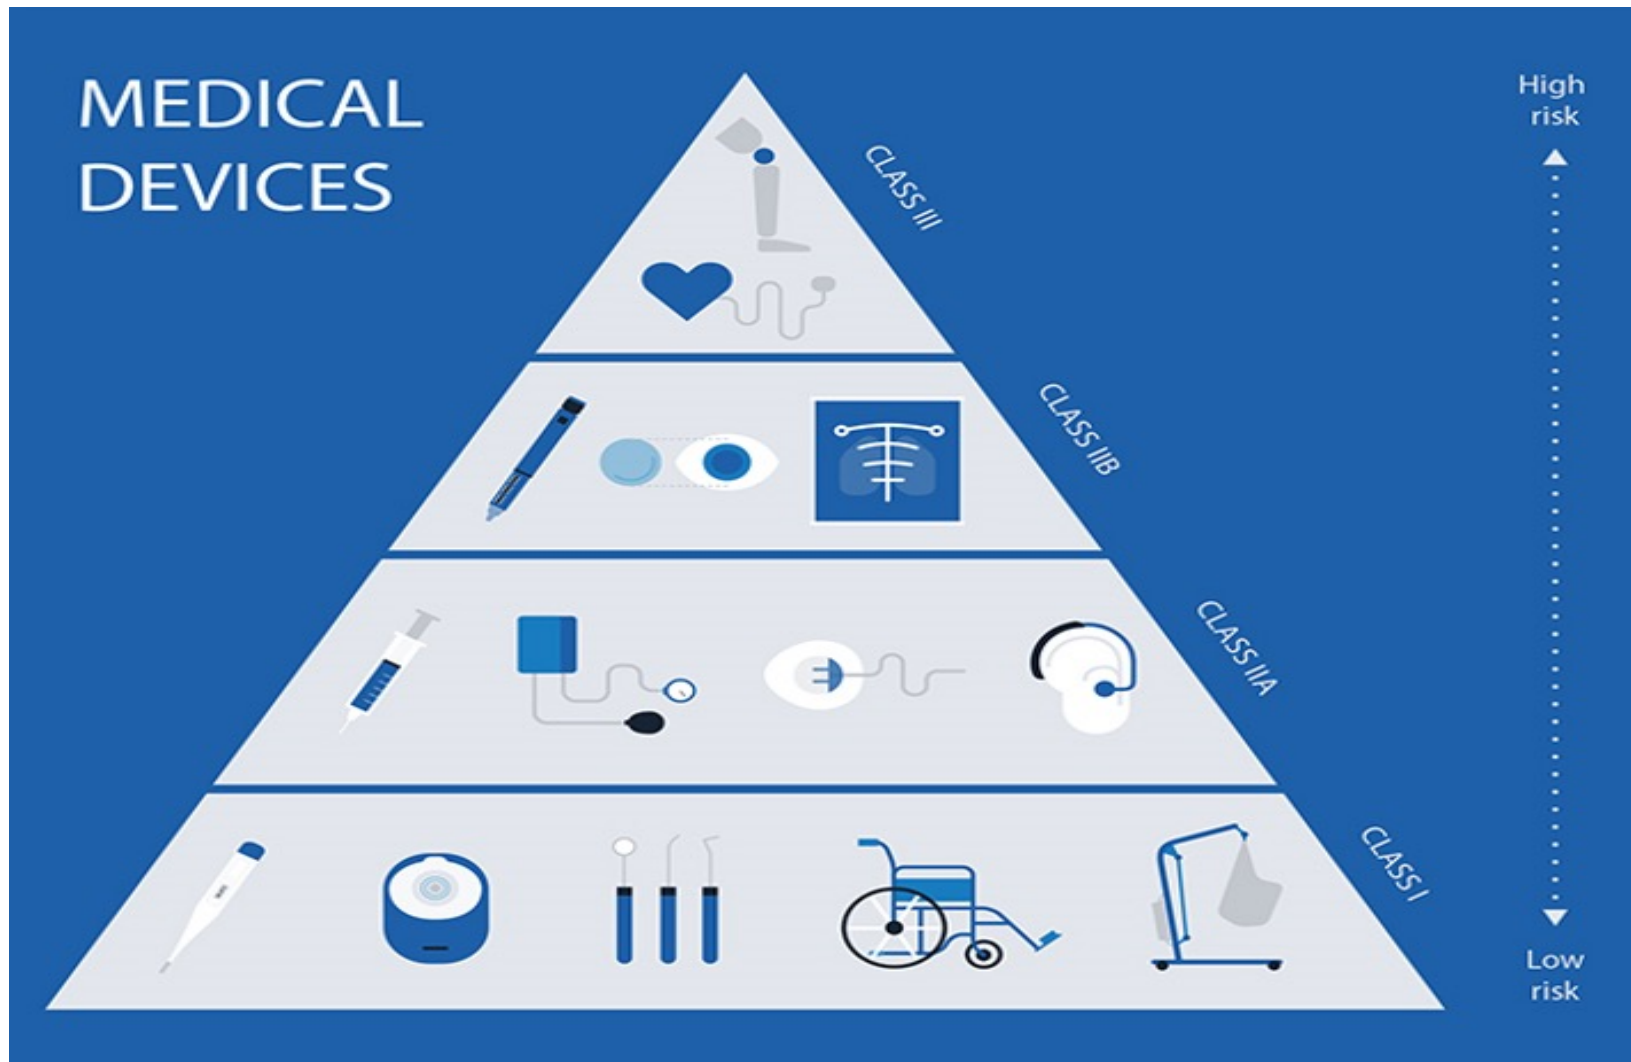 MEDICAL
DEVICES
High
risk
CLASS III
CLASS IIB
CLASS IIA
CLASS I
Low
risk